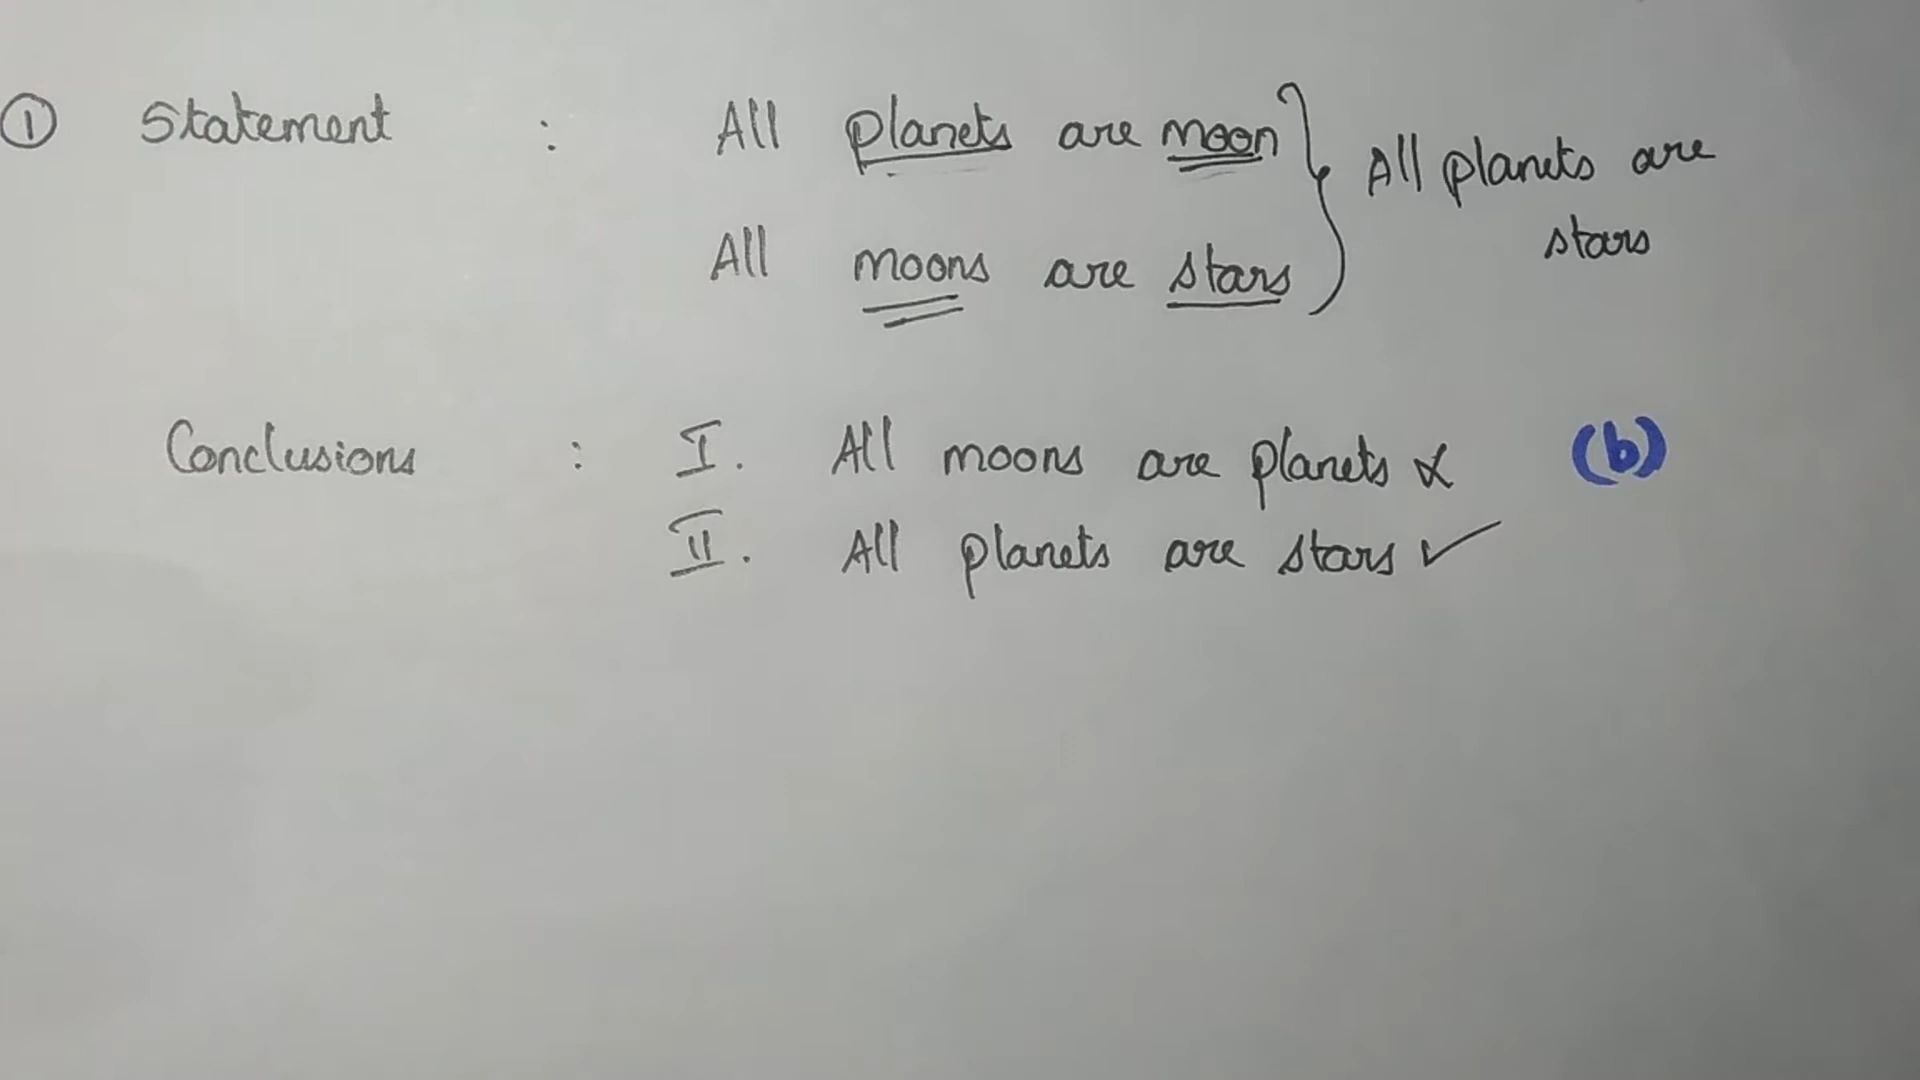 ① Statement : All planets are moon } All planets are
All moons are stars
stars
Conclusions : I. All moons are planets ✗ (b)
II. All planets are stars ✓